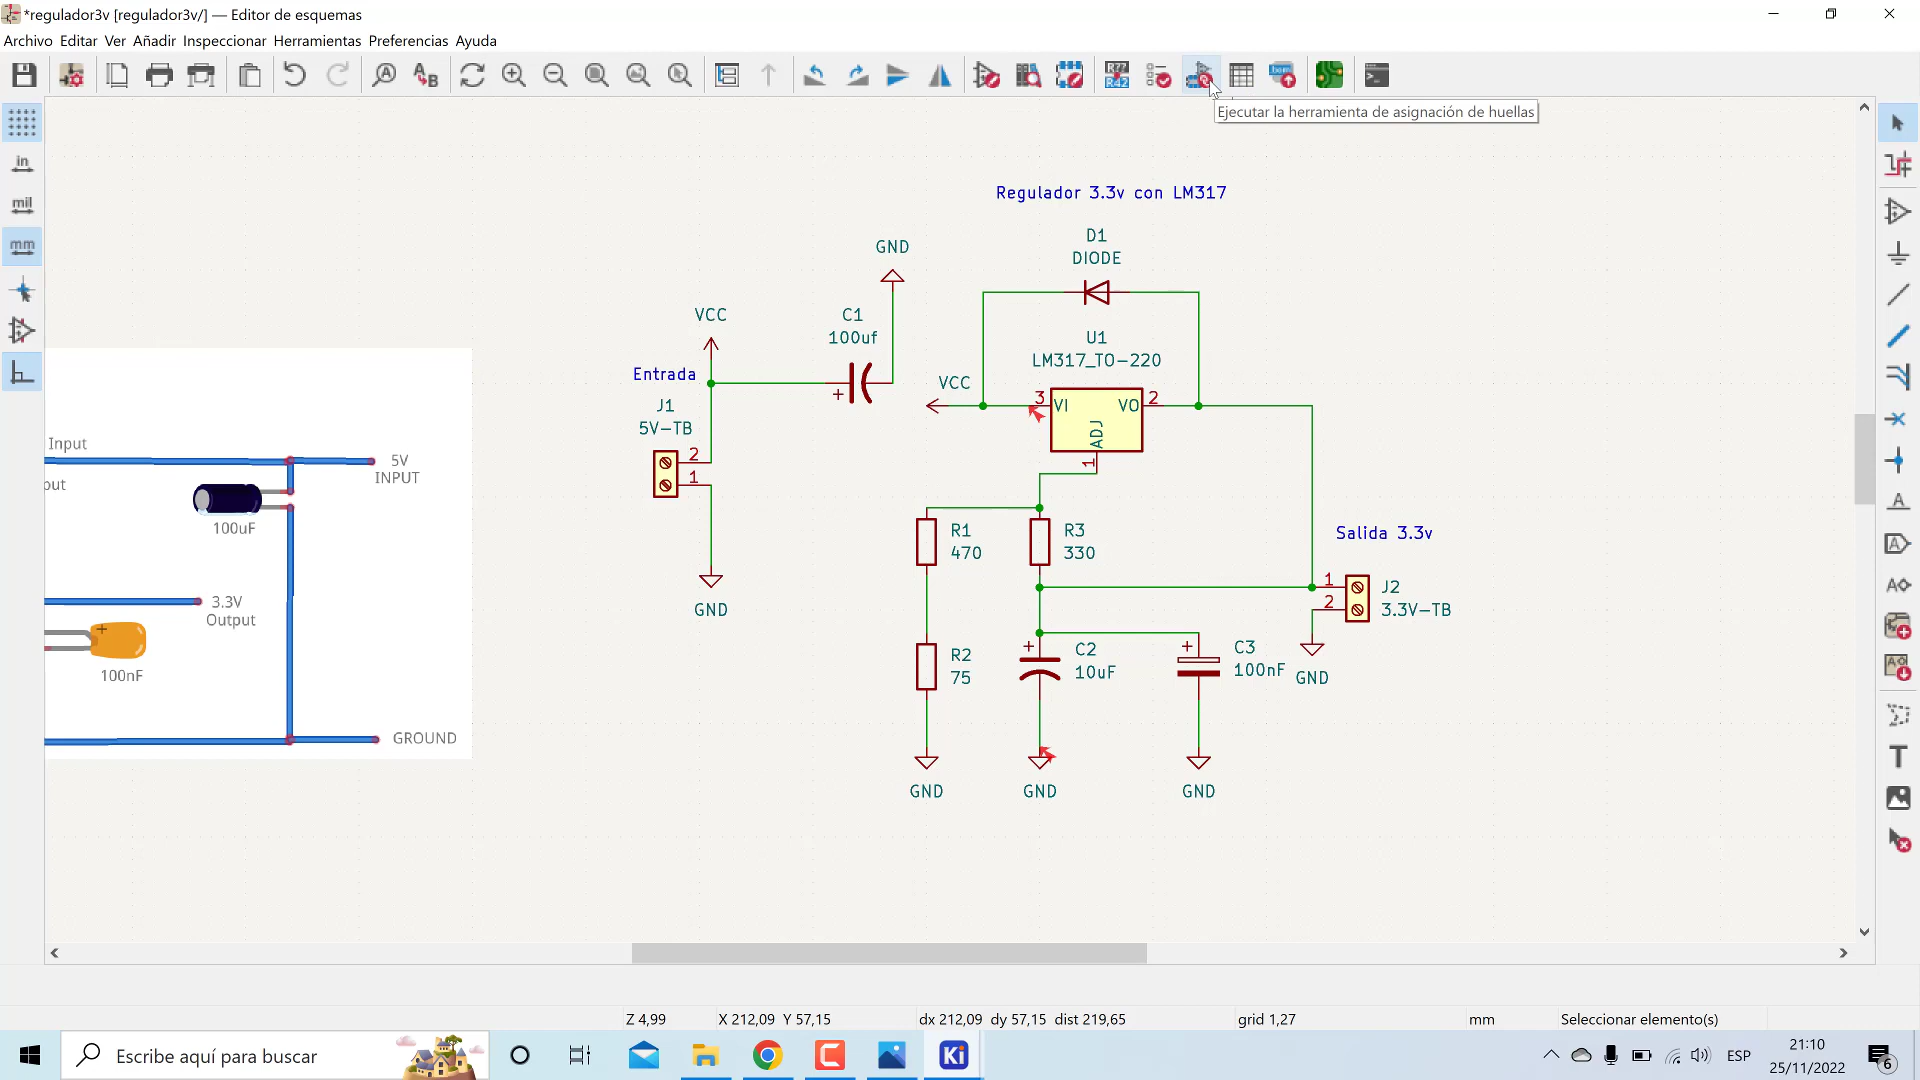 *regulador3v [regulador3v/] — Editor de esquemas
Archivo Editar Ver Añadir Inspeccionar Herramientas Preferencias Ayuda
R??
R42
bom
Ejecutar la herramienta de asignación de huellas
in
mil
mm
Regulador 3.3v con LM317
D1
DIODE
GND
VCC
C1
100uf
U1
LM317_TO-220
Entrada
VCC
+
3
VI
VO
2
ADJ
1
J1
5V-TB
2
1
GND
Input
put
5V
INPUT
100uF
3.3V
Output
+
100nF
GROUND
R1
470
R3
330
Salida 3.3v
1
2
J2
3.3V-TB
GND
R2
75
+
C2
10uF
+
C3
100nF
GND
GND
GND
A
T
Z 4,99
X 212,09 Y 57,15
dx 212,09 dy 57,15 dist 219,65
grid 1,27
mm
Seleccionar elemento(s)
Escribe aquí para buscar
Ki
ESP
21:10
25/11/2022
6